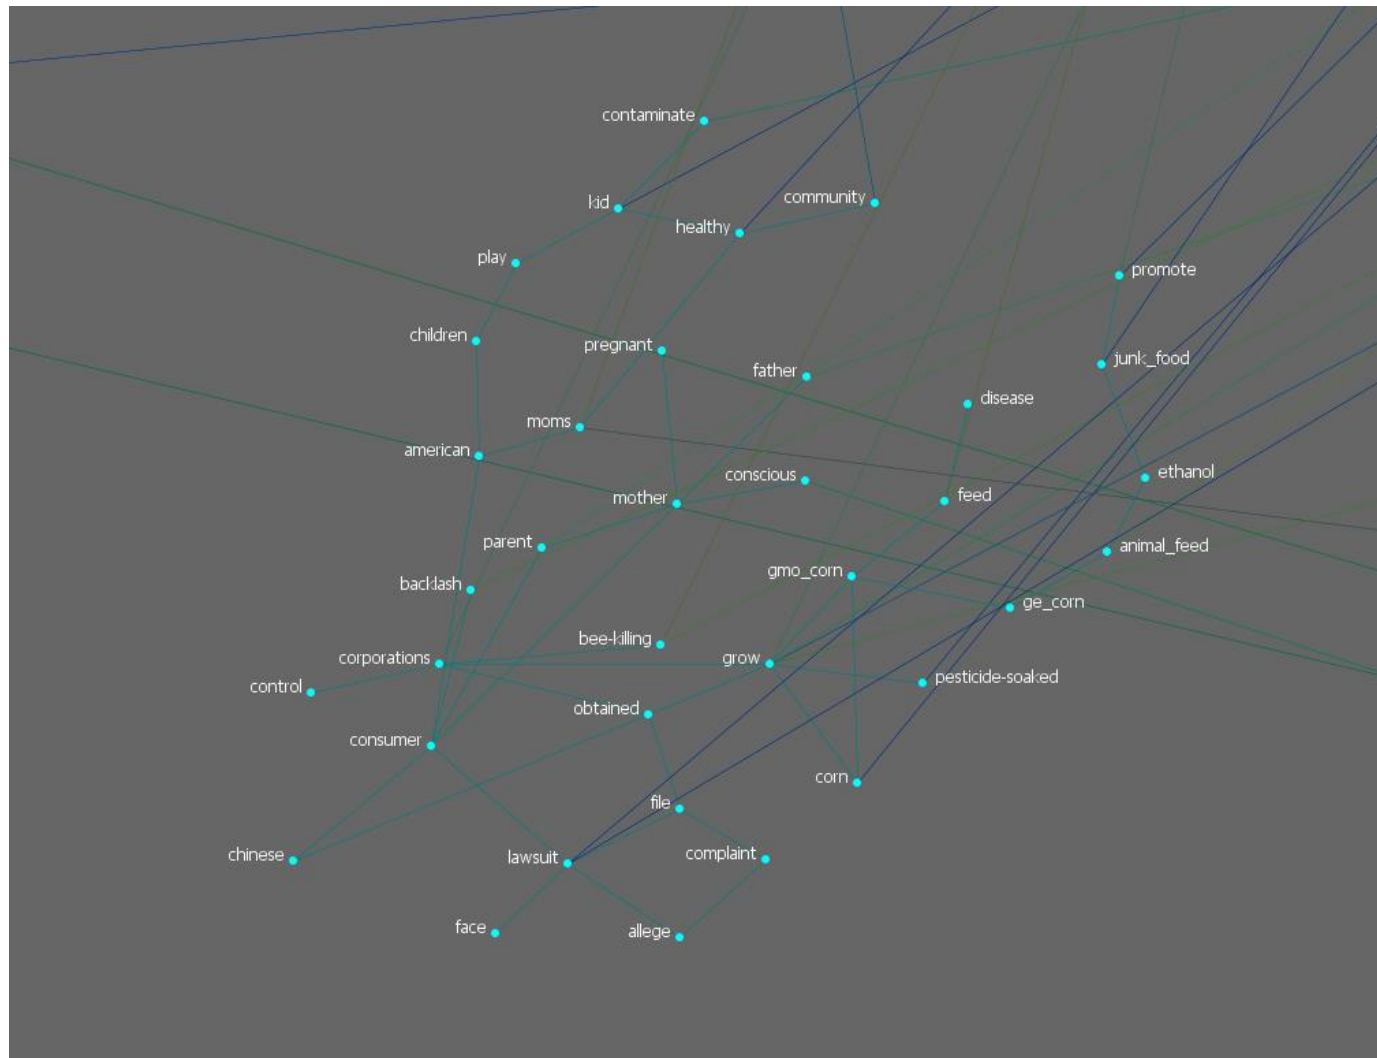 contaminate
kid
community
healthy
play
promote
children
pregnant
junk_food
father
disease
moms
american
conscious
ethanol
mother
feed
parent
animal_feed
gmo_corn
backlash
ge_corn
bee-killing
corporations
grow
control
pesticide-soaked
obtained
consumer
corn
file
chinese
lawsuit
complaint
face
allege